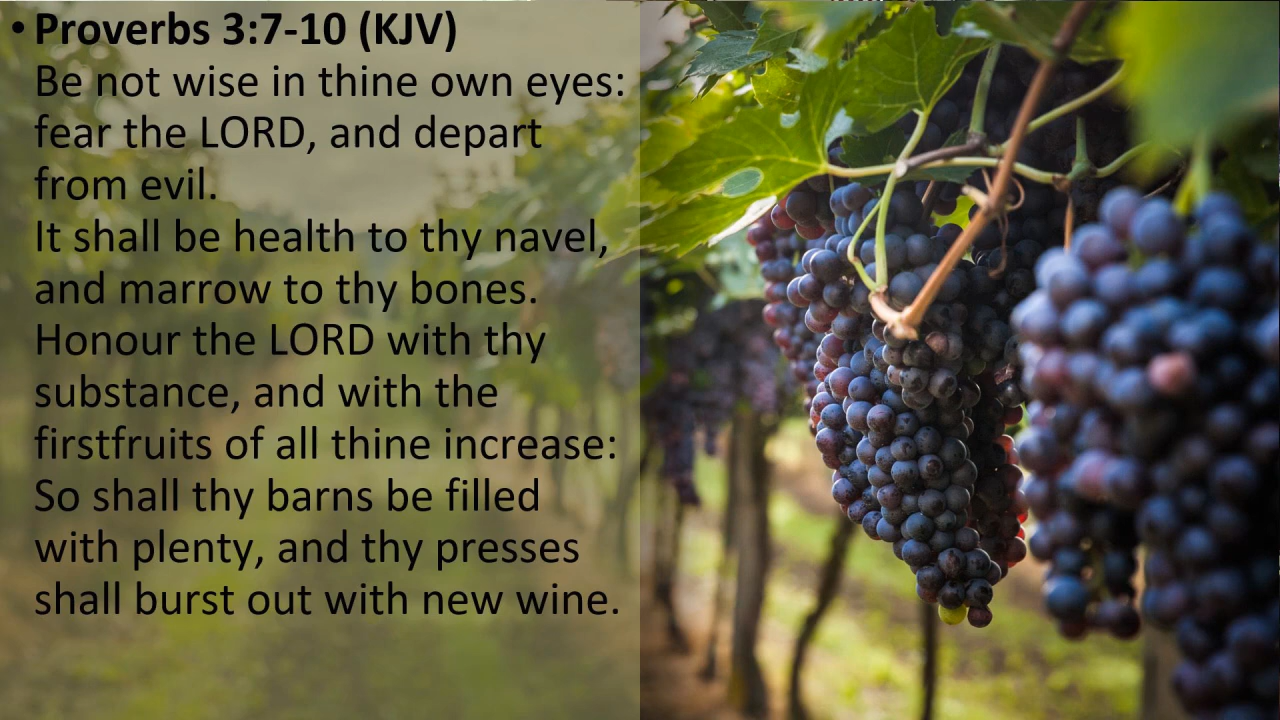 • Proverbs 3:7-10 (KJV)
Be not wise in thine own eyes:
fear the LORD, and depart
from evil.
It shall be health to thy navel,
and marrow to thy bones.
Honour the LORD with thy
substance, and with the
firstfruits of all thine increase:
So shall thy barns be filled
with plenty, and thy presses
shall burst out with new wine.